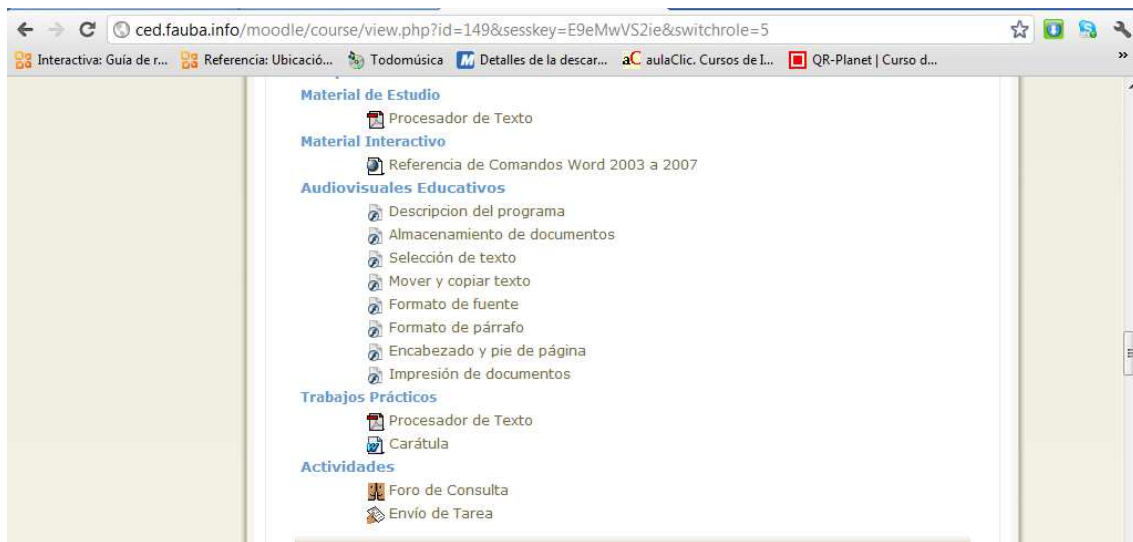 ced.fauba.info/moodle/course/view.php?id=149&sesskey=E9eMwVS2ie&switchrole=5
Interactiva: Guía de r... Referencia: Ubicació... Todomúsica Detalles de la descar... aC aulaClic. Cursos de I... QR-Planet | Curso d... »
Material de Estudio
Procesador de Texto
Material Interactivo
Referencia de Comandos Word 2003 a 2007
Audiovisuales Educativos
Descripcion del programa
Almacenamiento de documentos
Selección de texto
Mover y copiar texto
Formato de fuente
Formato de párrafo
Encabezado y pie de página
Impresión de documentos
Trabajos Prácticos
Procesador de Texto
Carátula
Actividades
Foro de Consulta
Envío de Tarea